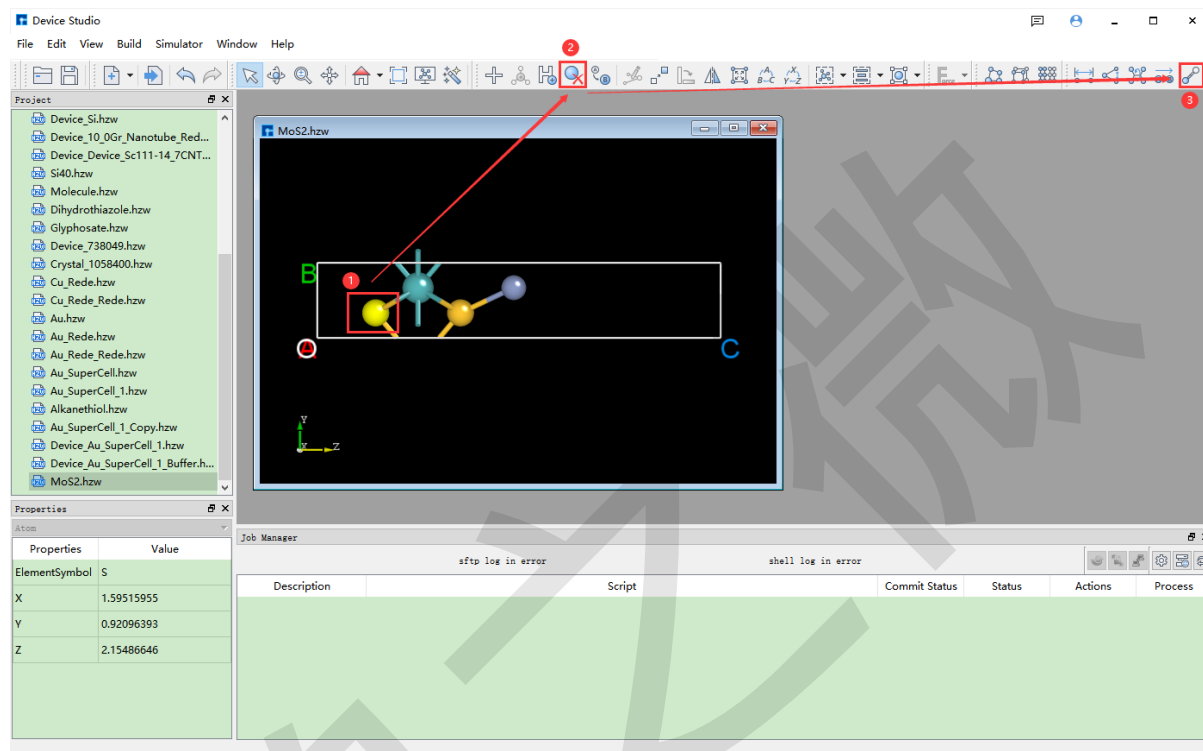 Device Studio
File Edit View Build Simulator Window Help
2
3
Project
Device_Si.hzw
Device_10_0Gr_Nanotube_Red...
Device_Device_Sc111-14_7CNT...
Si40.hzw
Molecule.hzw
Dihydrothiazole.hzw
Glyphosate.hzw
Device_738049.hzw
Crystal_1058400.hzw
Cu_Rede.hzw
Cu_Rede_Rede.hzw
Au.hzw
Au_Rede.hzw
Au_Rede_Rede.hzw
Au_SuperCell.hzw
Au_SuperCell_1.hzw
Alkanethiol.hzw
Au_SuperCell_1_Copy.hzw
Device_Au_SuperCell_1.hzw
Device_Au_SuperCell_1_Buffer.h...
MoS2.hzw
MoS2.hzw
B
1
O
C
Y
Z
Properties
Atom
Properties Value
ElementSymbol S
X 1.59515955
Y 0.92096393
Z 2.15486646
Job Manager
sftp log in error shell log in error
Description Script Commit Status Status Actions Process